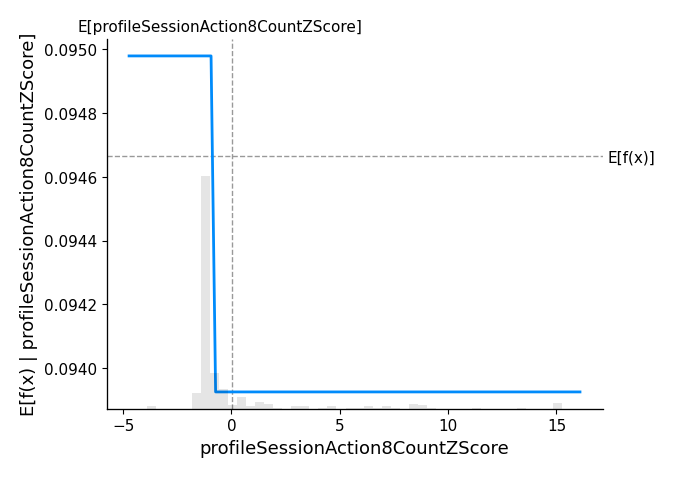 E[profileSessionAction8CountZScore]
E[f(x) | profileSessionAction8CountZScore]
0.0950
0.0948
0.0946
0.0944
0.0942
0.0940
E[f(x)]
−5
0
5
10
15
profileSessionAction8CountZScore